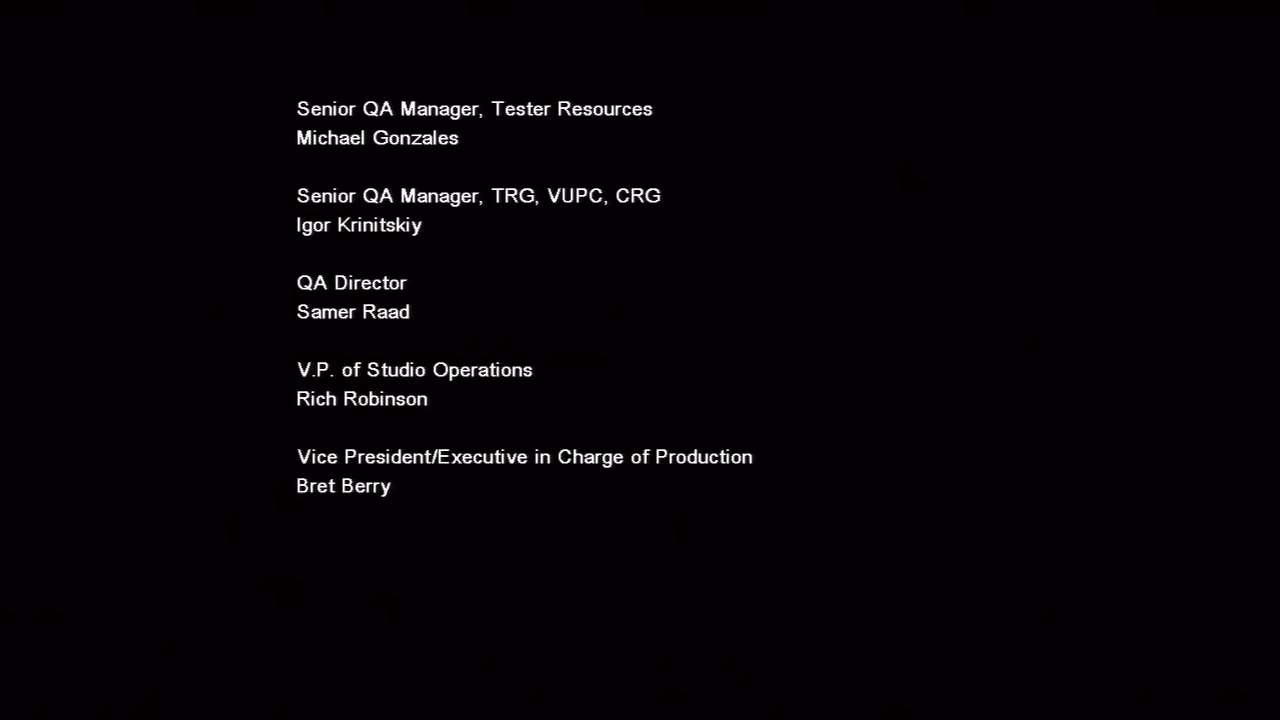 Senior QA Manager, Tester Resources
Michael Gonzales
Senior QA Manager, TRG, VUPC, CRG
Igor Krinitskiy
QA Director
Samer Raad
V.P. of Studio Operations
Rich Robinson
Vice President/Executive in Charge of Production
Bret Berry